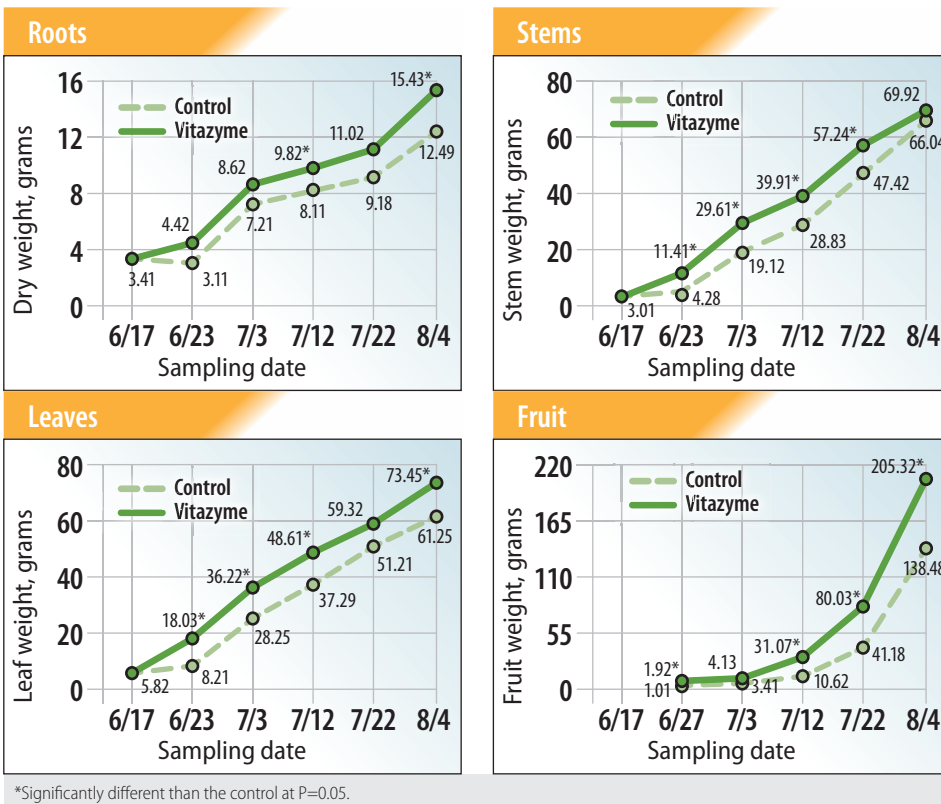 Roots
Dry weight, grams
16
12
8
4
0
Control
Vitazyme
3.41
4.42
3.11
8.62
7.21
9.82*
8.11
11.02
9.18
15.43*
12.49
6/17 6/23 7/3 7/12 7/22 8/4
Sampling date
Stems
Stem weight, grams
80
60
40
20
0
Control
Vitazyme
3.01
11.41*
4.28
29.61*
19.12
39.91*
28.83
57.24*
47.42
69.92
66.04
6/17 6/23 7/3 7/12 7/22 8/4
Sampling date
Leaves
Leaf weight, grams
80
60
40
20
0
Control
Vitazyme
5.82
18.03*
8.21
36.22*
28.25
48.61*
37.29
59.32
51.21
73.45*
61.25
6/17 6/23 7/3 7/12 7/22 8/4
Sampling date
Fruit
Fruit weight, grams
220
165
110
55
0
Control
Vitazyme
1.92*
1.01
4.13
3.41
31.07*
10.62
80.03*
41.18
205.32*
138.48
6/17 6/27 7/3 7/12 7/22 8/4
Sampling date
*Significantly different than the control at P=0.05.